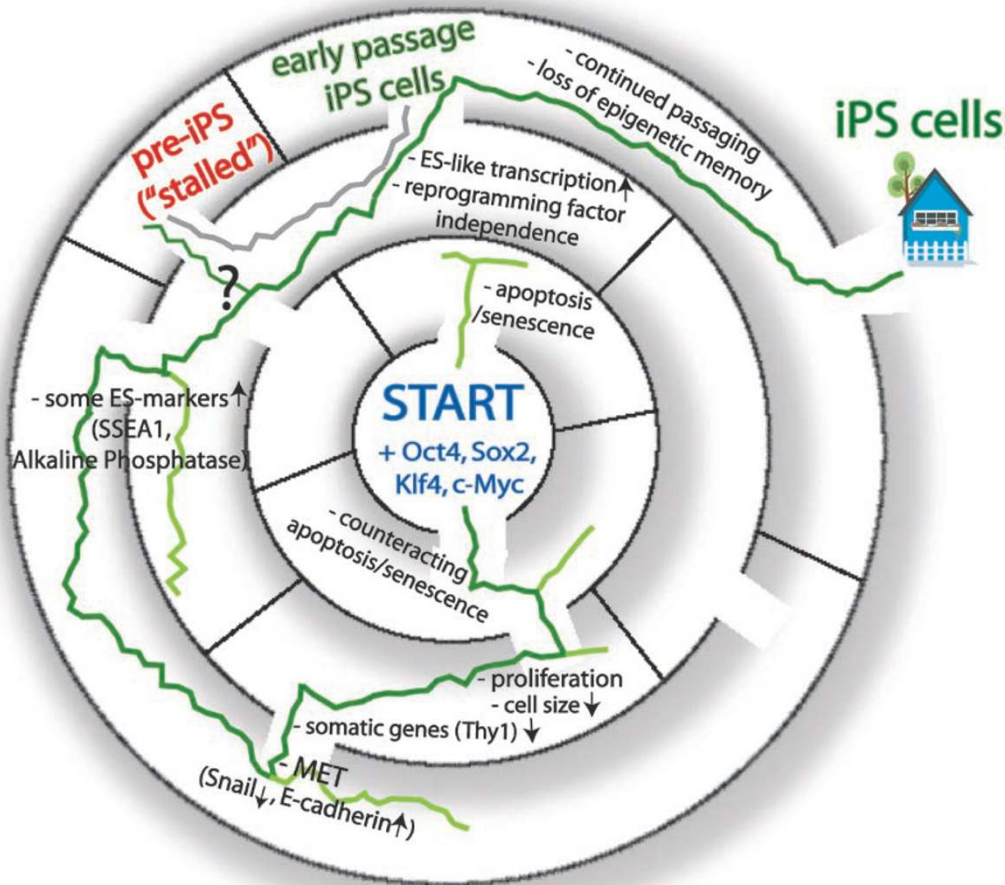 early passage
iPS cells
- continued passaging
- loss of epigenetic memory
iPS cells
pre-iPS
("stalled")
- ES-like transcription↑
- reprogramming factor
independence
?
- apoptosis
/senescence
START
+ Oct4, Sox2,
Klf4, c-Myc
- some ES-markers↑
(SSEA1,
Alkaline Phosphatase)
- counteracting
apoptosis/senescence
- proliferation
- cell size↓
- somatic genes (Thy1)↓
- MET
(Snail↓, E-cadherin↑)